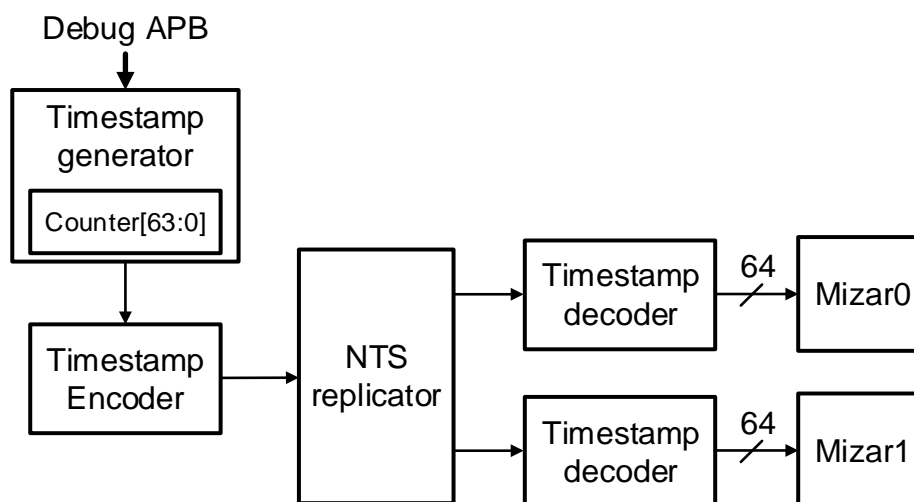 Debug APB
Timestamp
generator
Counter[63:0]
Timestamp
Encoder
NTS
replicator
Timestamp
decoder
64
Mizar0
Timestamp
decoder
64
Mizar1